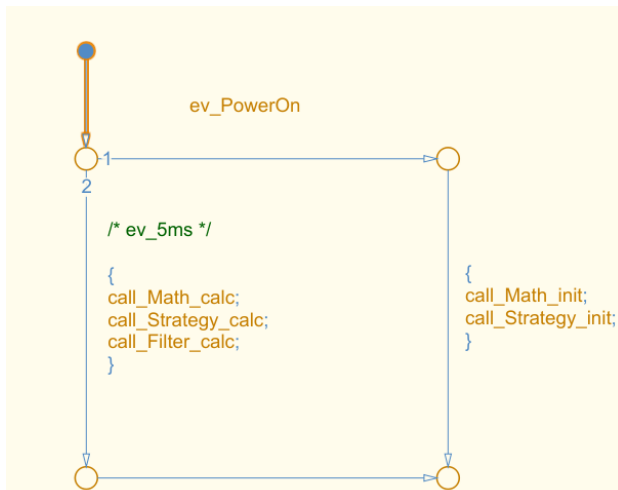 ev_PowerOn
1
2
/* ev_5ms */
{
call_Math_calc;
call_Strategy_calc;
call_Filter_calc;
}
{
call_Math_init;
call_Strategy_init;
}